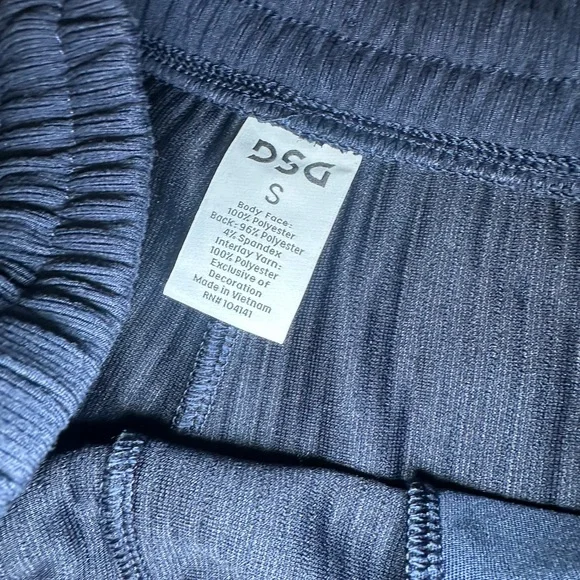 DSG
S
Body Face:
100% Polyester
Back: 96% Polyester
4% Spandex
Interlay Yarn:
100% Polyester
Exclusive of
Decoration
Made in Vietnam
RN# 104141